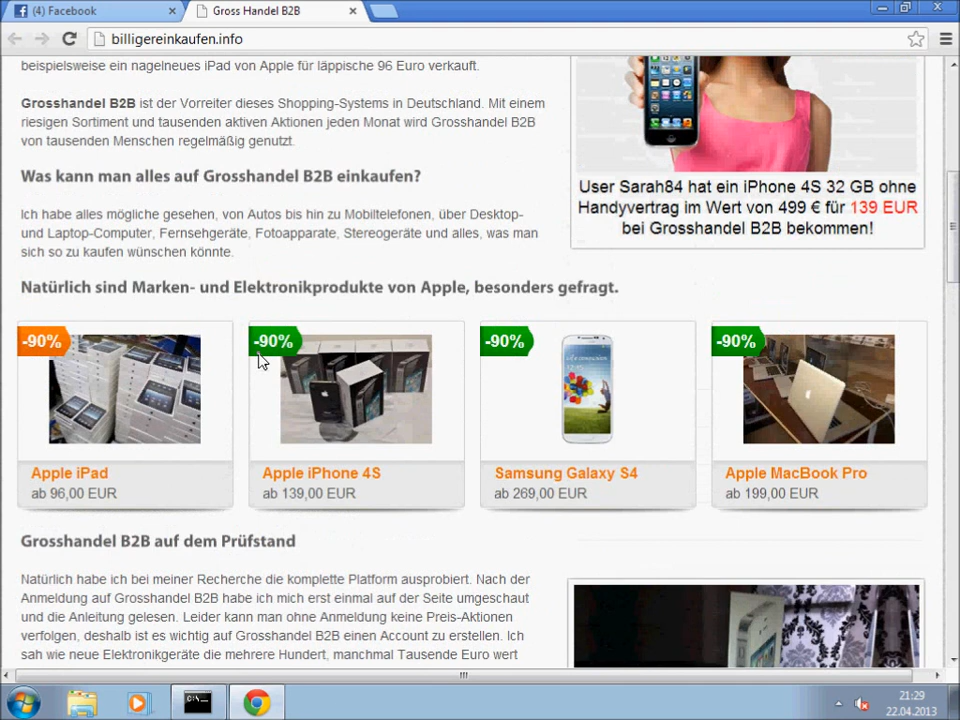 (4) Facebook
Gross Handel B2B
billigereinkaufen.info
beispielsweise ein nagelneues iPad von Apple für läppische 96 Euro verkauft.
Grosshandel B2B ist der Vorreiter dieses Shopping-Systems in Deutschland. Mit einem
riesigen Sortiment und tausenden aktiven Aktionen jeden Monat wird Grosshandel B2B
von tausenden Menschen regelmäßig genutzt.
Was kann man alles auf Grosshandel B2B einkaufen?
Ich habe alles mögliche gesehen, von Autos bis hin zu Mobiltelefonen, über Desktop-
und Laptop-Computer, Fernsehgeräte, Fotoapparate, Stereogeräte und alles, was man
sich so zu kaufen wünschen könnte.
User Sarah84 hat ein iPhone 4S 32 GB ohne
Handyvertrag im Wert von 499 € für 139 EUR
bei Grosshandel B2B bekommen!
Natürlich sind Marken- und Elektronikprodukte von Apple, besonders gefragt.
-90%
Apple iPad
ab 96,00 EUR
-90%
Apple iPhone 4S
ab 139,00 EUR
-90%
Samsung Galaxy S4
ab 269,00 EUR
-90%
Apple MacBook Pro
ab 199,00 EUR
Grosshandel B2B auf dem Prüfstand
Natürlich habe ich bei meiner Recherche die komplette Platform ausprobiert. Nach der
Anmeldung auf Grosshandel B2B habe ich mich erst einmal auf der Seite umgeschaut
und die Anleitung gelesen. Leider kann man ohne Anmeldung keine Preis-Aktionen
verfolgen, deshalb ist es wichtig auf Grosshandel B2B einen Account zu erstellen. Ich
sah wie neue Elektronikgeräte die mehrere Hundert, manchmal Tausende Euro wert
21:29
22.04.2013